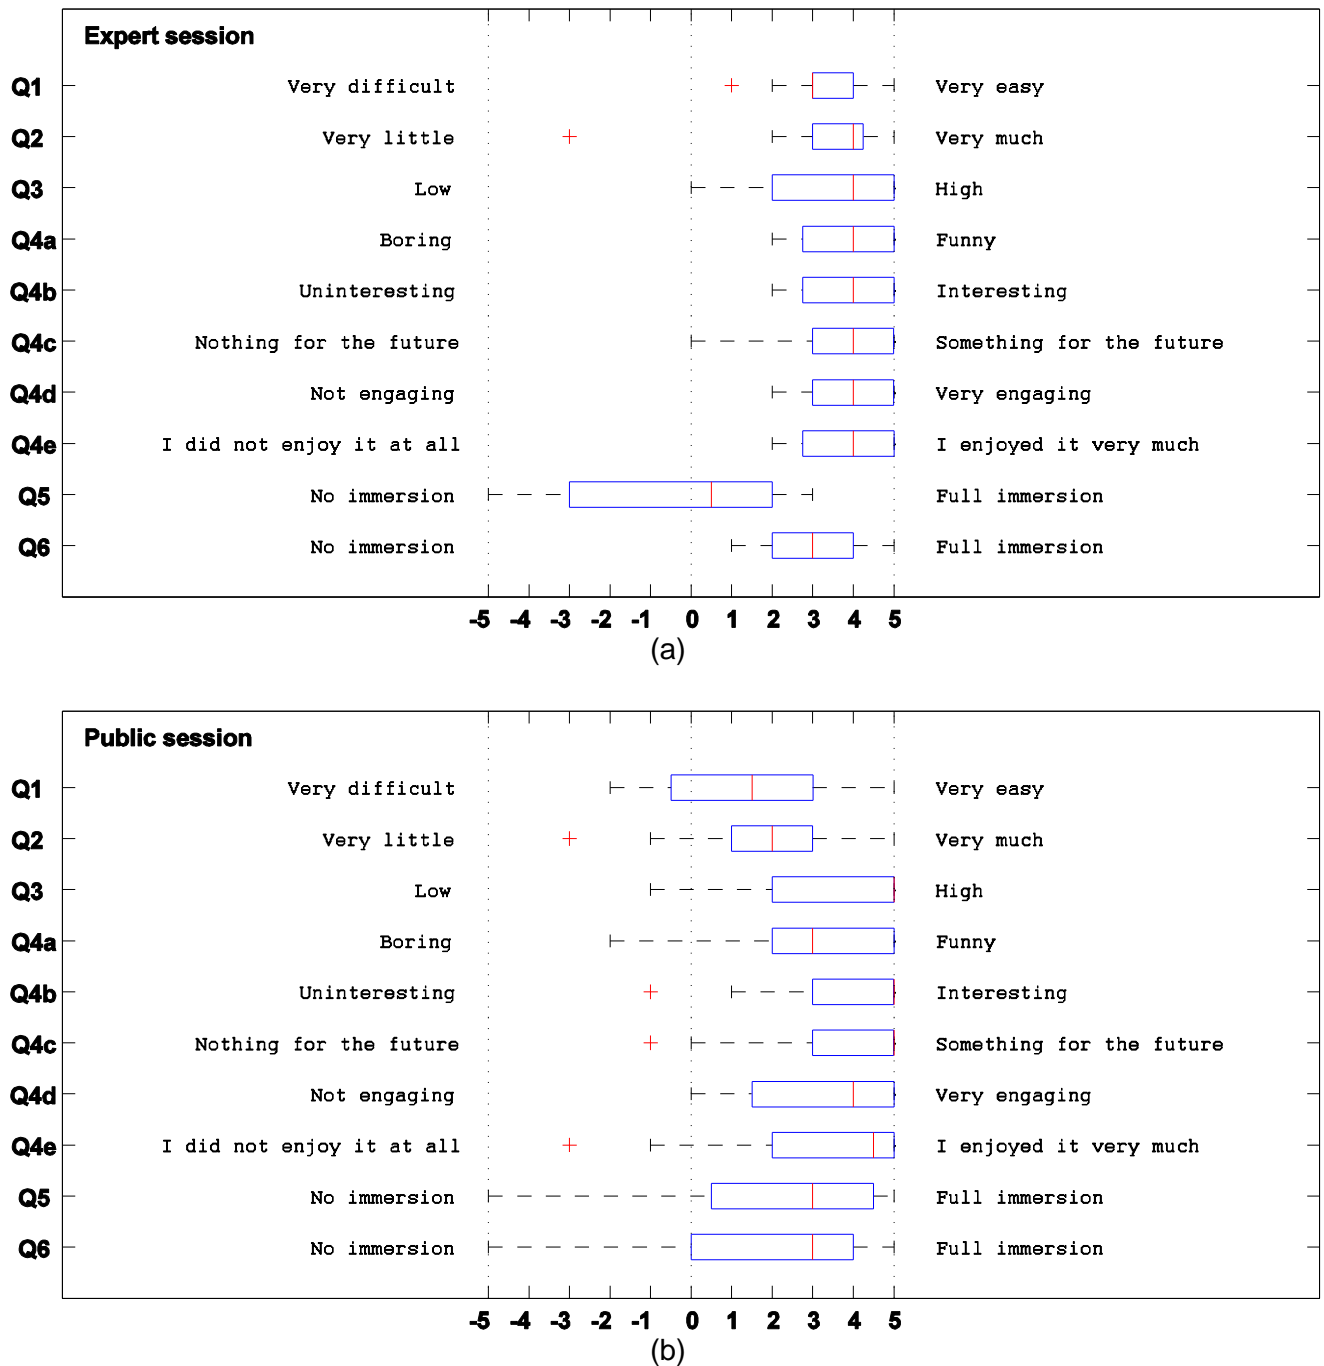 Expert session
Q1 Very difficult Very easy
Q2 Very little Very much
Q3 Low High
Q4a Boring Funny
Q4b Uninteresting Interesting
Q4c Nothing for the future Something for the future
Q4d Not engaging Very engaging
Q4e I did not enjoy it at all I enjoyed it very much
Q5 No immersion Full immersion
Q6 No immersion Full immersion
-5 -4 -3 -2 -1 0 1 2 3 4 5
(a)
Public session
Q1 Very difficult Very easy
Q2 Very little Very much
Q3 Low High
Q4a Boring Funny
Q4b Uninteresting Interesting
Q4c Nothing for the future Something for the future
Q4d Not engaging Very engaging
Q4e I did not enjoy it at all I enjoyed it very much
Q5 No immersion Full immersion
Q6 No immersion Full immersion
-5 -4 -3 -2 -1 0 1 2 3 4 5
(b)